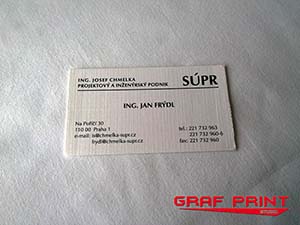 ING. JOSEF CHMELKA
PROJEKTOVÝ A INŽENÝRSKÝ PODNIK
SÚPR
ING. JAN FRÝDL
Na Poříčí 30
110 00 Praha 1
e-mail: is@chmelka-supr.cz
frydl@chmelka-supr.cz
tel.: 221 732 963
221 732 960-6
fax: 221 732 960
GRAF PRINT
STUDIO